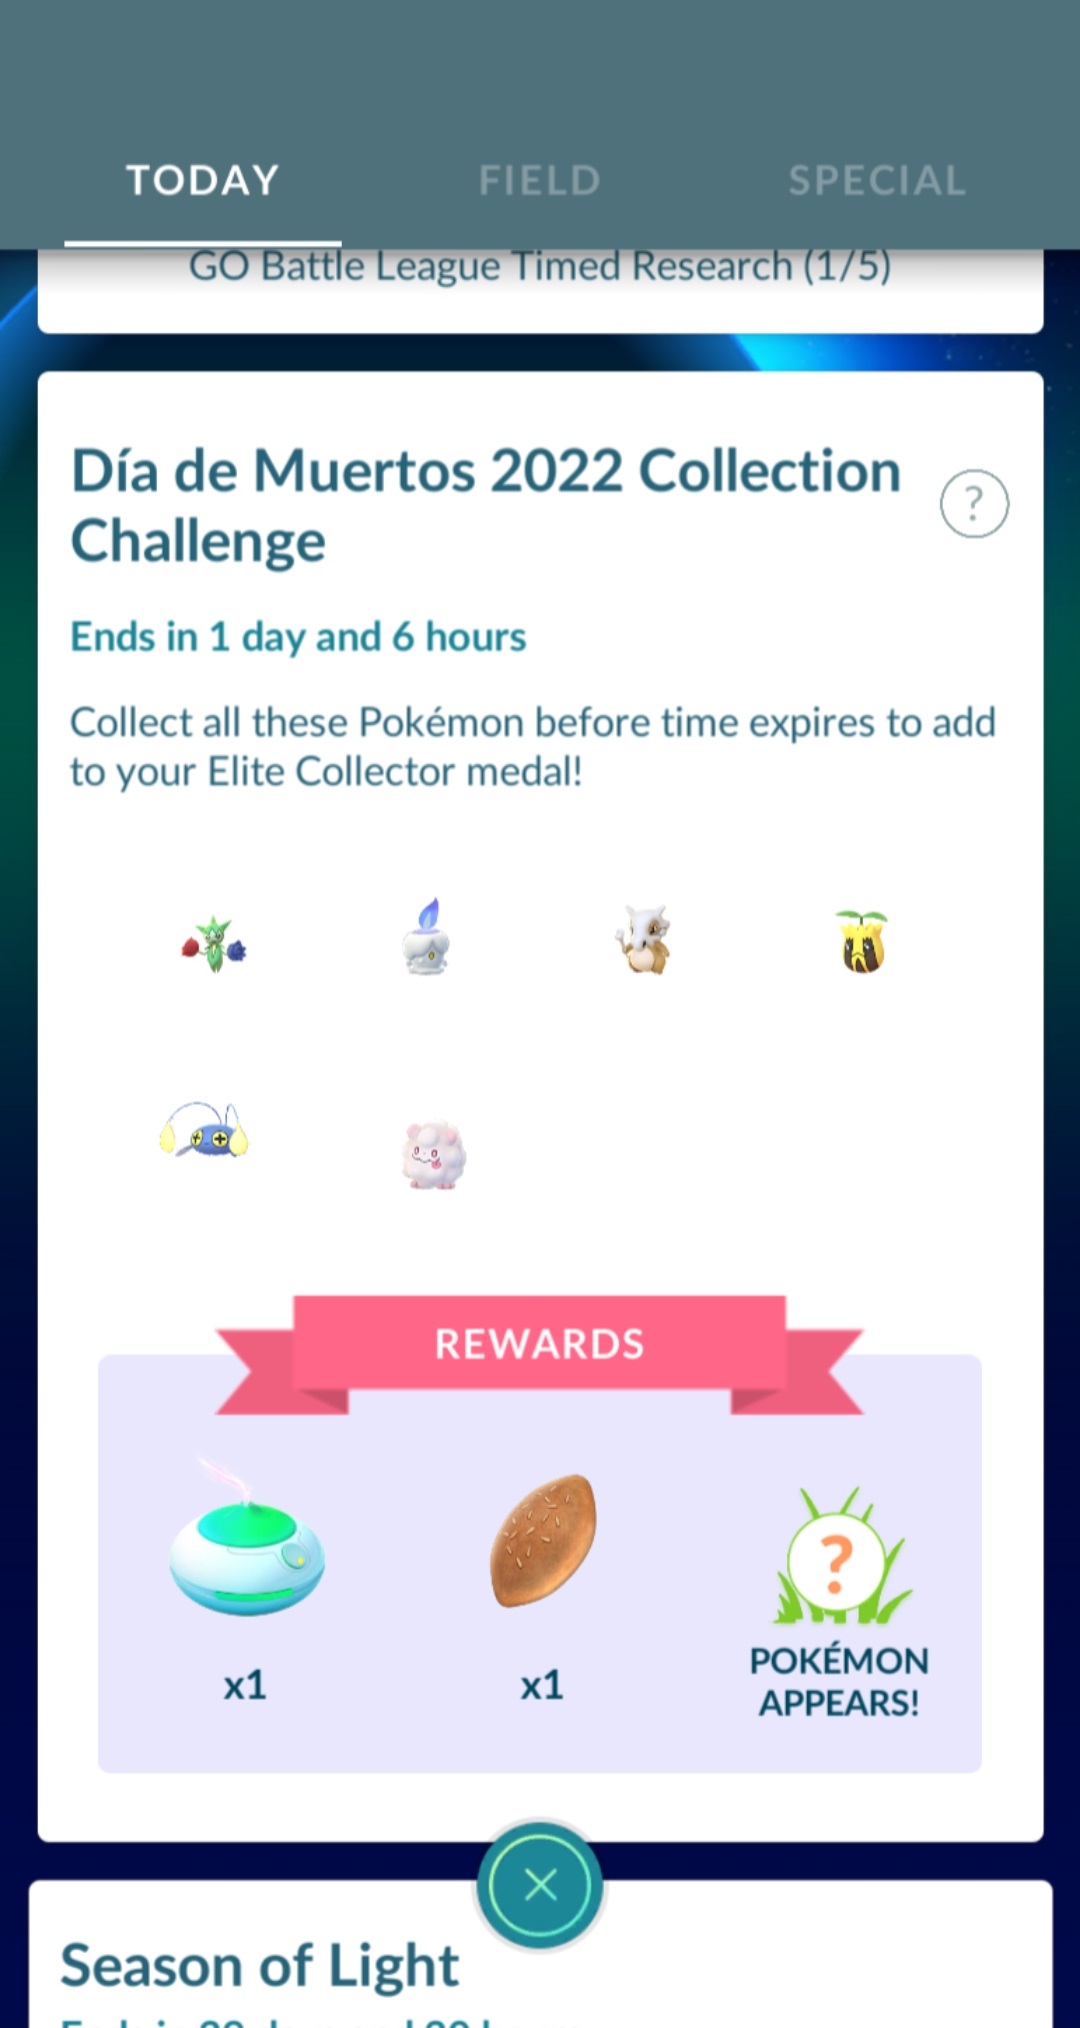 TODAY
FIELD
SPECIAL
GO Battle League Timed Research (1/5)
Día de Muertos 2022 Collection
Challenge
?
Ends in 1 day and 6 hours
Collect all these Pokémon before time expires to add
to your Elite Collector medal!
REWARDS
?
x1
x1
POKÉMON
APPEARS!
Season of Light